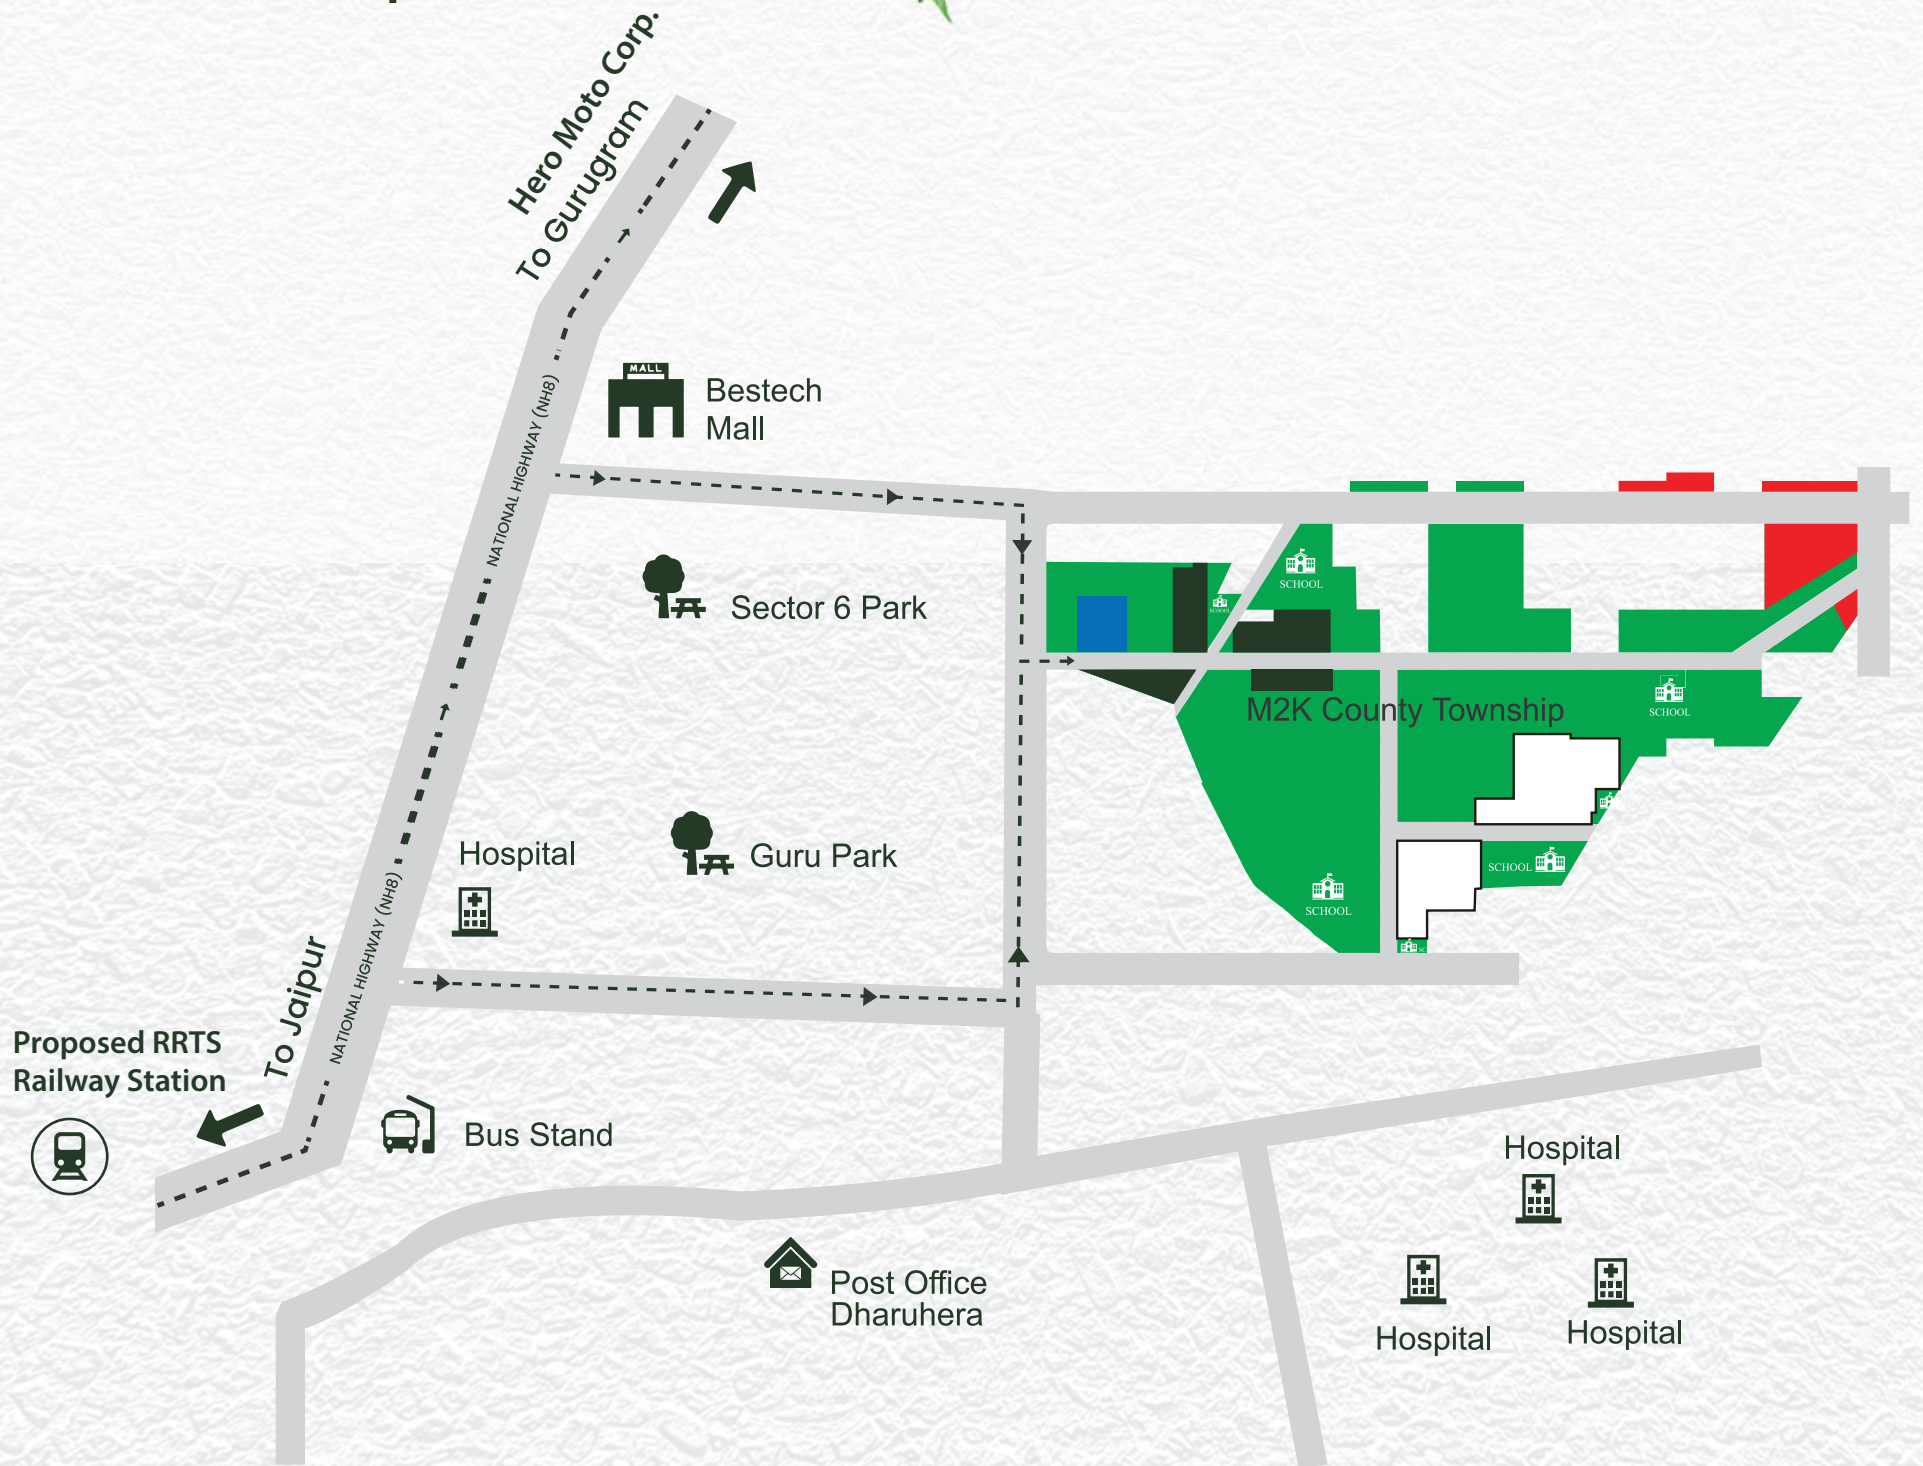 Hero Moto Corp.
To Gurugram
MALL
Bestech
Mall
NATIONAL HIGHWAY (NH8)
Sector 6 Park
SCHOOL
SCHOOL
M2K County Township
SCHOOL
Hospital
Guru Park
SCHOOL
SCHOOL
NATIONAL HIGHWAY (NH8)
To Jaipur
Proposed RRTS
Railway Station
Bus Stand
Hospital
Post Office
Dharuhera
Hospital
Hospital